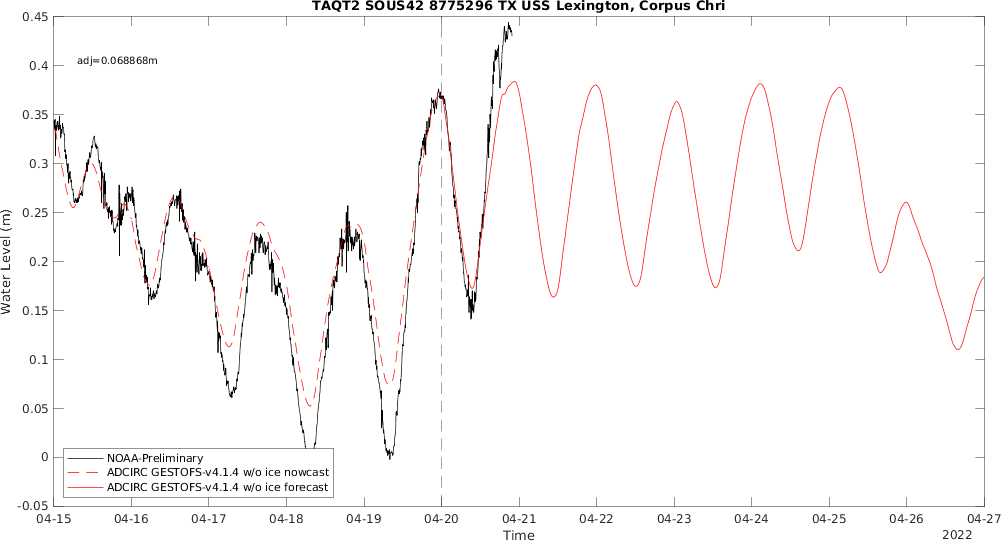 TAQT2 SOUS42 8775296 TX USS Lexington, Corpus Chri
adj=0.068868m
0.45
0.4
0.35
0.3
0.25
0.2
0.15
0.1
0.05
0
-0.05
Water Level (m)
NOAA-Preliminary
ADCIRC GESTOFS-v4.1.4 w/o ice nowcast
ADCIRC GESTOFS-v4.1.4 w/o ice forecast
04-15 04-16 04-17 04-18 04-19 04-20 04-21 04-22 04-23 04-24 04-25 04-26 04-27
Time
2022